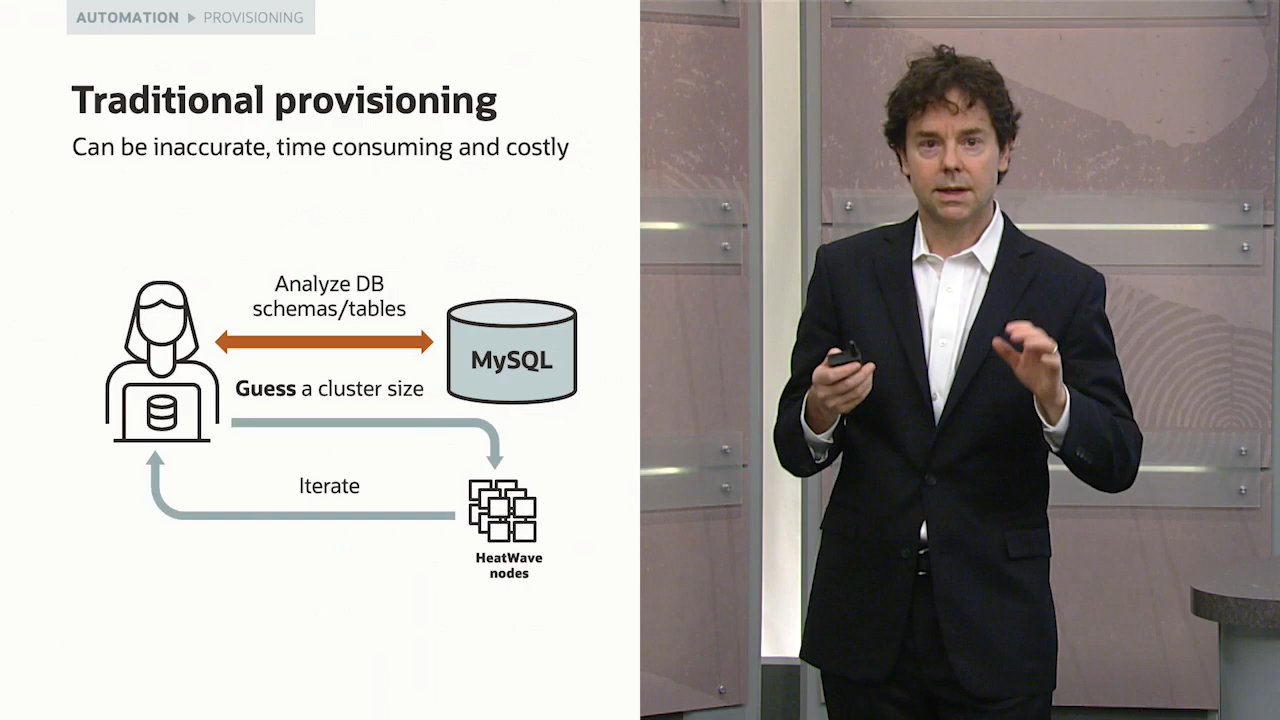 AUTOMATION ▶ PROVISIONING
Traditional provisioning
Can be inaccurate, time consuming and costly
Analyze DB
schemas/tables
MySQL
Guess a cluster size
Iterate
HeatWave
nodes